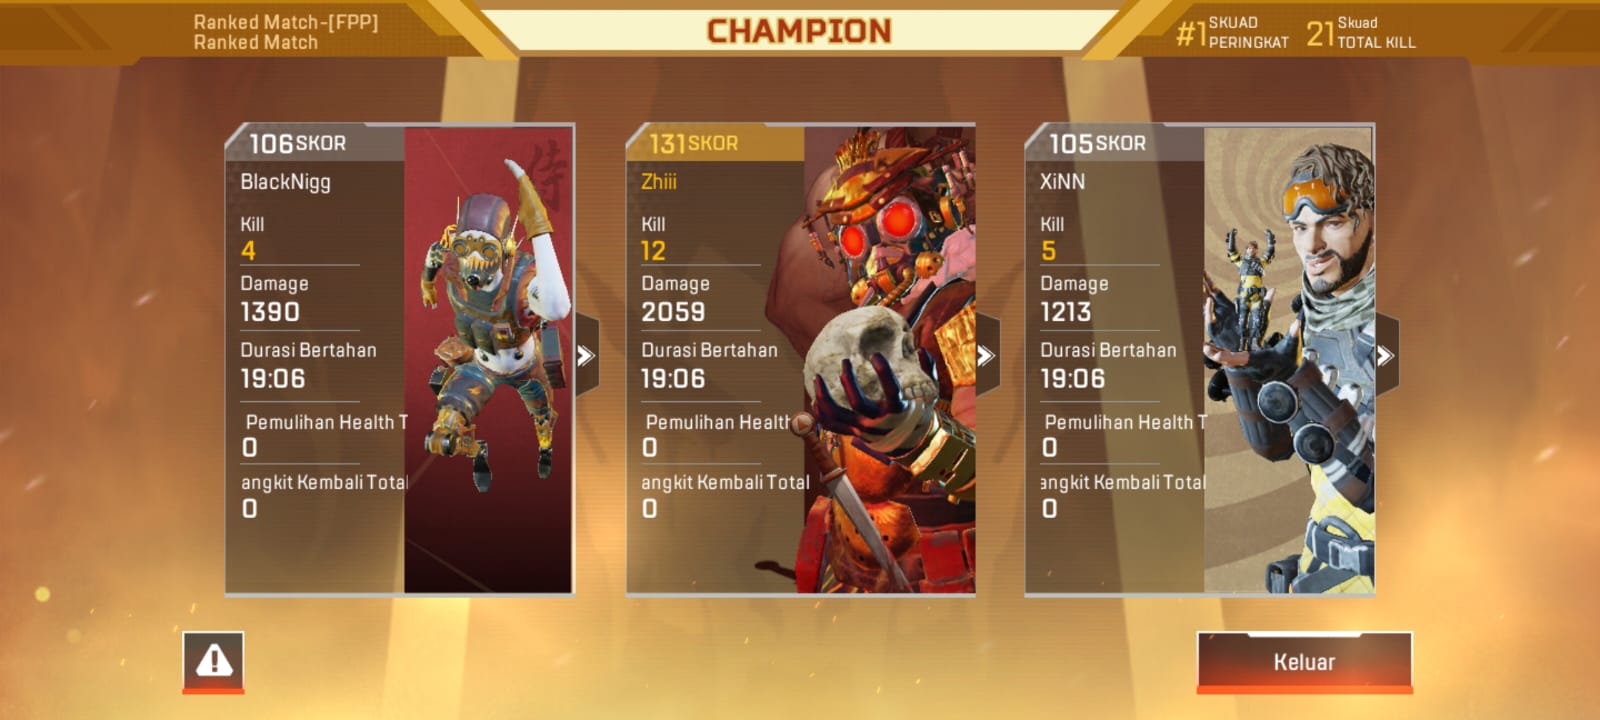 Ranked Match-[FPP]
Ranked Match
CHAMPION
#1 SKUAD PERINGKAT
21 Skuad TOTAL KILL
106 SKOR
BlackNigg
Kill
4
Damage
1390
Durasi Bertahan
19:06
Pemulihan Health T
0
angkit Kembali Total
0
131 SKOR
Zhiii
Kill
12
Damage
2059
Durasi Bertahan
19:06
Pemulihan Health
0
angkit Kembali Total
0
105 SKOR
XiNN
Kill
5
Damage
1213
Durasi Bertahan
19:06
Pemulihan Health T
0
angkit Kembali Total
0
侍
Keluar